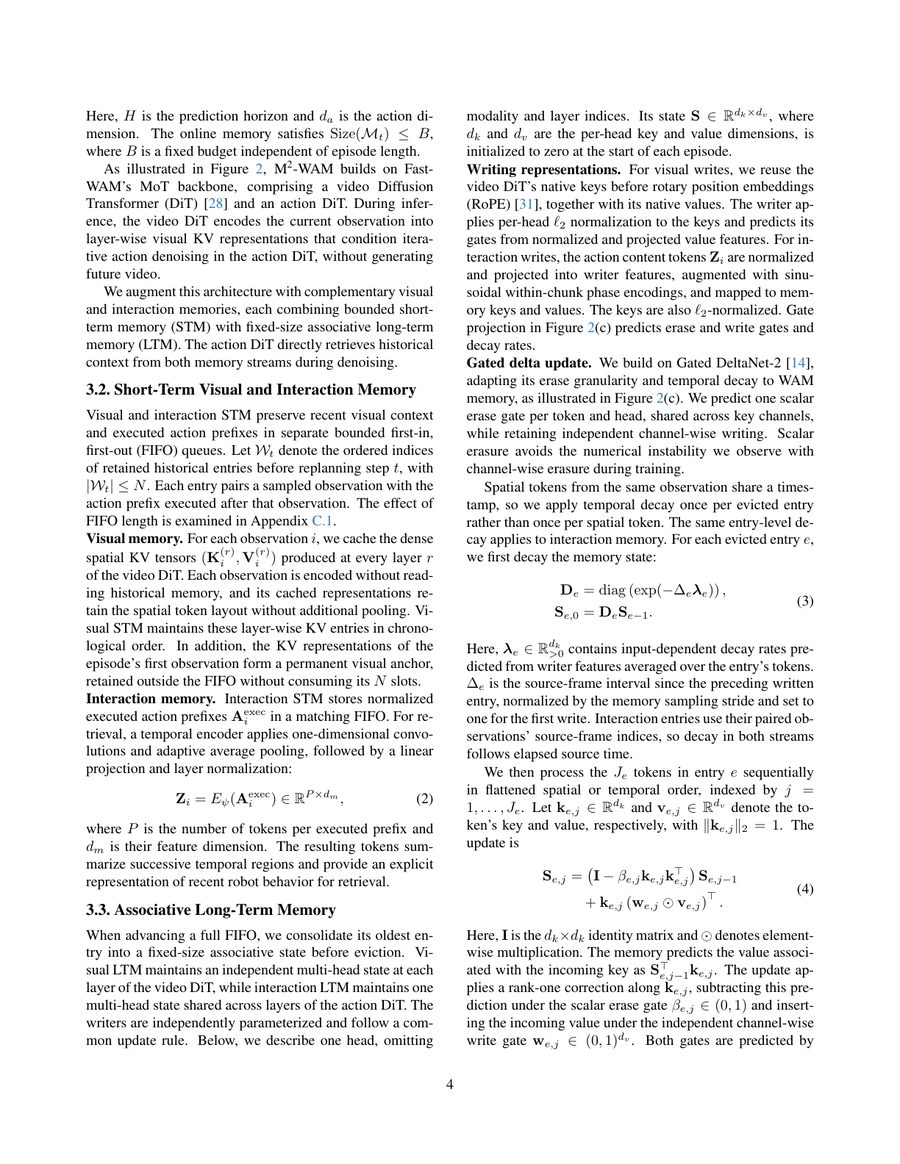 Here, H is the prediction horizon and d_a is the action di-
mension. The online memory satisfies Size(M_t) ≤ B,
where B is a fixed budget independent of episode length.
As illustrated in Figure 2, M²-WAM builds on Fast-
WAM's MoT backbone, comprising a video Diffusion
Transformer (DiT) [28] and an action DiT. During infer-
ence, the video DiT encodes the current observation into
layer-wise visual KV representations that condition itera-
tive action denoising in the action DiT, without generating
future video.
We augment this architecture with complementary visual
and interaction memories, each combining bounded short-
term memory (STM) with fixed-size associative long-term
memory (LTM). The action DiT directly retrieves historical
context from both memory streams during denoising.
3.2. Short-Term Visual and Interaction Memory
Visual and interaction STM preserve recent visual context
and executed action prefixes in separate bounded first-in,
first-out (FIFO) queues. Let W_t denote the ordered indices
of retained historical entries before replanning step t, with
|W_t| ≤ N. Each entry pairs a sampled observation with the
action prefix executed after that observation. The effect of
FIFO length is examined in Appendix C.1.
Visual memory. For each observation i, we cache the dense
spatial KV tensors (K_i^(r), V_i^(r)) produced at every layer r
of the video DiT. Each observation is encoded without read-
ing historical memory, and its cached representations re-
tain the spatial token layout without additional pooling. Vi-
sual STM maintains these layer-wise KV entries in chrono-
logical order. In addition, the KV representations of the
episode's first observation form a permanent visual anchor,
retained outside the FIFO without consuming its N slots.
Interaction memory. Interaction STM stores normalized
executed action prefixes A_i^exec in a matching FIFO. For re-
trieval, a temporal encoder applies one-dimensional convo-
lutions and adaptive average pooling, followed by a linear
projection and layer normalization:
Z_i = E_ψ(A_i^exec) ∈ ℝ^{P×d_m}, (2)
where P is the number of tokens per executed prefix and
d_m is their feature dimension. The resulting tokens sum-
marize successive temporal regions and provide an explicit
representation of recent robot behavior for retrieval.
3.3. Associative Long-Term Memory
When advancing a full FIFO, we consolidate its oldest en-
try into a fixed-size associative state before eviction. Vi-
sual LTM maintains an independent multi-head state at each
layer of the video DiT, while interaction LTM maintains one
multi-head state shared across layers of the action DiT. The
writers are independently parameterized and follow a com-
mon update rule. Below, we describe one head, omitting
modality and layer indices. Its state S ∈ ℝ^{d_k×d_v}, where
d_k and d_v are the per-head key and value dimensions, is
initialized to zero at the start of each episode.
Writing representations. For visual writes, we reuse the
video DiT's native keys before rotary position embeddings
(RoPE) [31], together with its native values. The writer ap-
plies per-head ℓ₂ normalization to the keys and predicts its
gates from normalized and projected value features. For in-
teraction writes, the action content tokens Z_i are normalized
and projected into writer features, augmented with sinu-
soidal within-chunk phase encodings, and mapped to mem-
ory keys and values. The keys are also ℓ₂-normalized. Gate
projection in Figure 2(c) predicts erase and write gates and
decay rates.
Gated delta update. We build on Gated DeltaNet-2 [14],
adapting its erase granularity and temporal decay to WAM
memory, as illustrated in Figure 2(c). We predict one scalar
erase gate per token and head, shared across key channels,
while retaining independent channel-wise writing. Scalar
erasure avoids the numerical instability we observe with
channel-wise erasure during training.
Spatial tokens from the same observation share a times-
tamp, so we apply temporal decay once per evicted entry
rather than once per spatial token. The same entry-level de-
cay applies to interaction memory. For each evicted entry e,
we first decay the memory state:
D_e = diag (exp(−Δ_e λ_e)) ,
S_{e,0} = D_e S_{e−1}. (3)
Here, λ_e ∈ ℝ_{>0}^{d_k} contains input-dependent decay rates pre-
dicted from writer features averaged over the entry's tokens.
Δ_e is the source-frame interval since the preceding written
entry, normalized by the memory sampling stride and set to
one for the first write. Interaction entries use their paired ob-
servations' source-frame indices, so decay in both streams
follows elapsed source time.
We then process the J_e tokens in entry e sequentially
in flattened spatial or temporal order, indexed by j =
1, . . . , J_e. Let k_{e,j} ∈ ℝ^{d_k} and v_{e,j} ∈ ℝ^{d_v} denote the to-
ken's key and value, respectively, with ‖k_{e,j}‖₂ = 1. The
update is
S_{e,j} = (I − β_{e,j} k_{e,j} k_{e,j}^⊤) S_{e,j−1}
+ k_{e,j} (w_{e,j} ⊙ v_{e,j})^⊤ . (4)
Here, I is the d_k×d_k identity matrix and ⊙ denotes element-
wise multiplication. The memory predicts the value associ-
ated with the incoming key as S_{e,j−1}^⊤ k_{e,j}. The update ap-
plies a rank-one correction along k_{e,j}, subtracting this pre-
diction under the scalar erase gate β_{e,j} ∈ (0, 1) and insert-
ing the incoming value under the independent channel-wise
write gate w_{e,j} ∈ (0, 1)^{d_v}. Both gates are predicted by
4